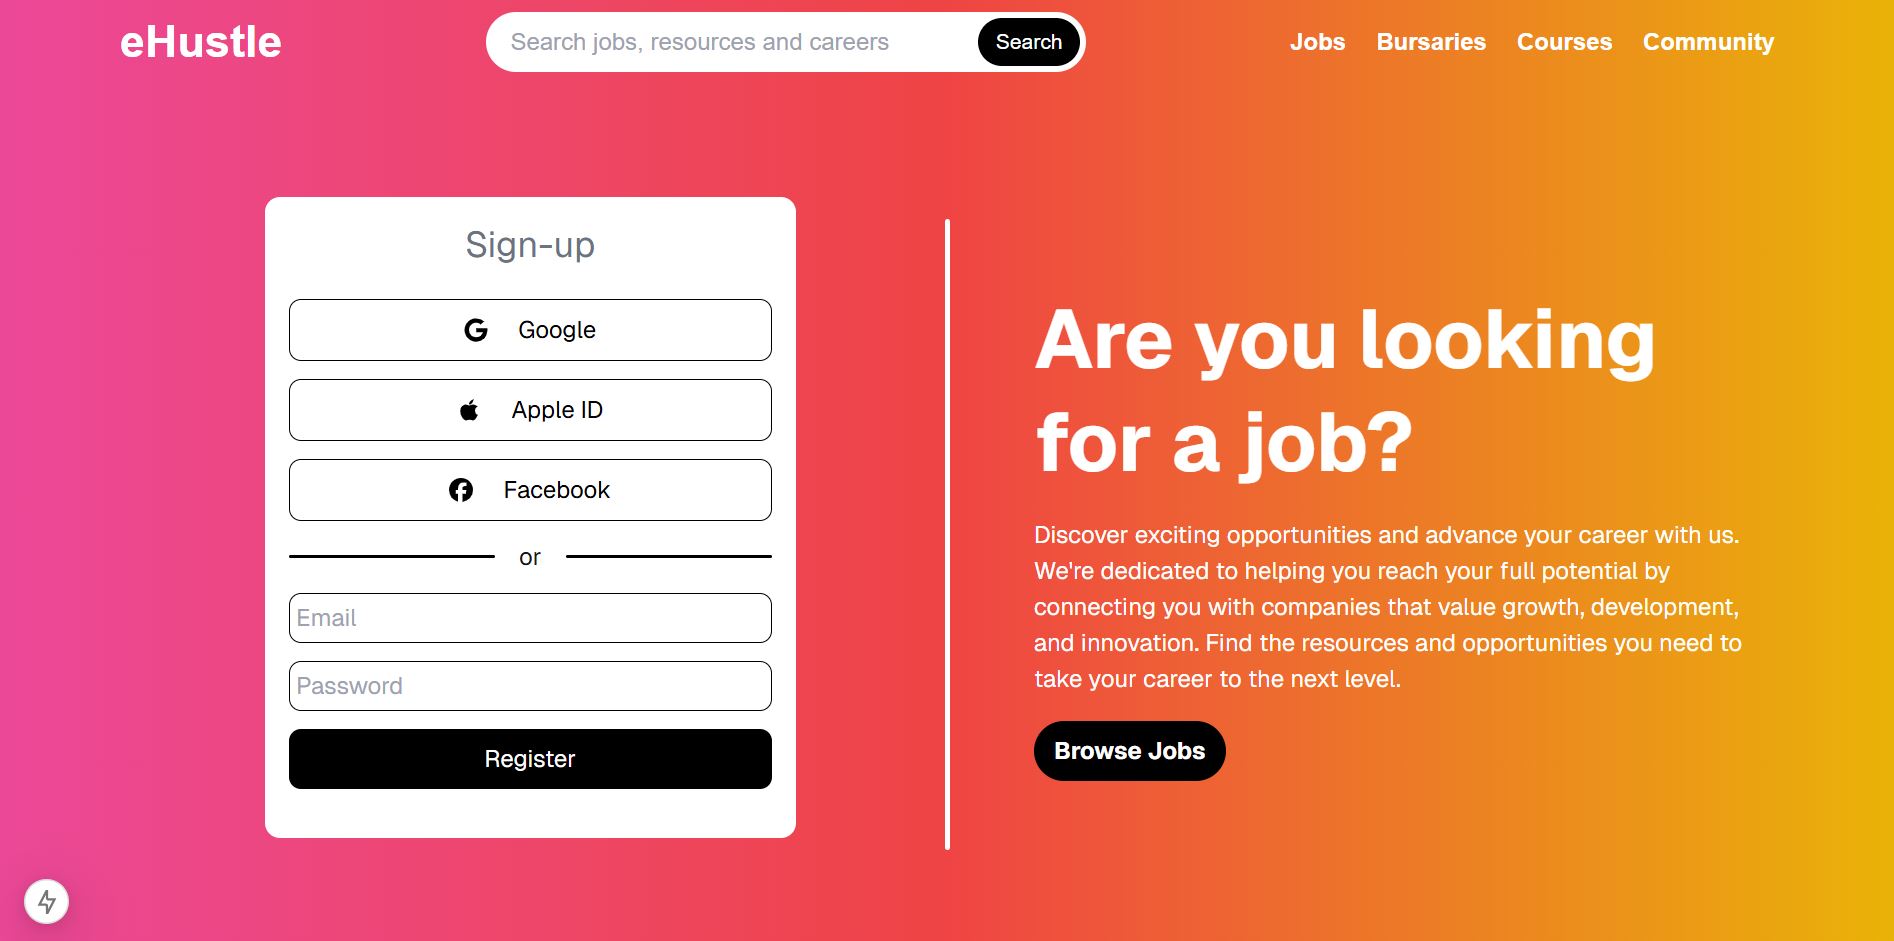 eHustle
Search jobs, resources and careers
Search
Jobs
Bursaries
Courses
Community
Sign-up
Google
Apple ID
Facebook
or
Email
Password
Register
Are you looking
for a job?
Discover exciting opportunities and advance your career with us.
We're dedicated to helping you reach your full potential by
connecting you with companies that value growth, development,
and innovation. Find the resources and opportunities you need to
take your career to the next level.
Browse Jobs